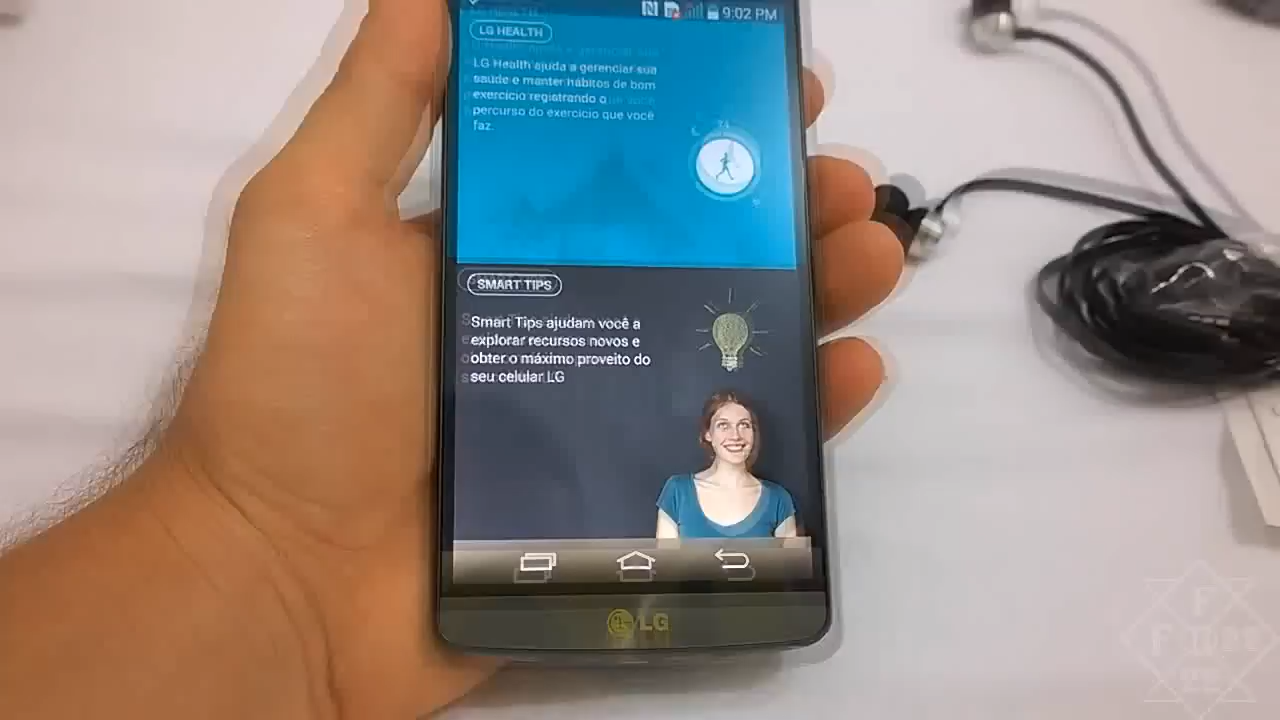 9:02 PM
LG HEALTH
LG Health ajuda a gerenciar sua
saúde e manter hábitos de bom
exercício registrando o
percurso do exercício que você
faz.
SMART TIPS
Smart Tips ajudam você a
explorar recursos novos e
obter o máximo proveito do
seu celular LG
LG